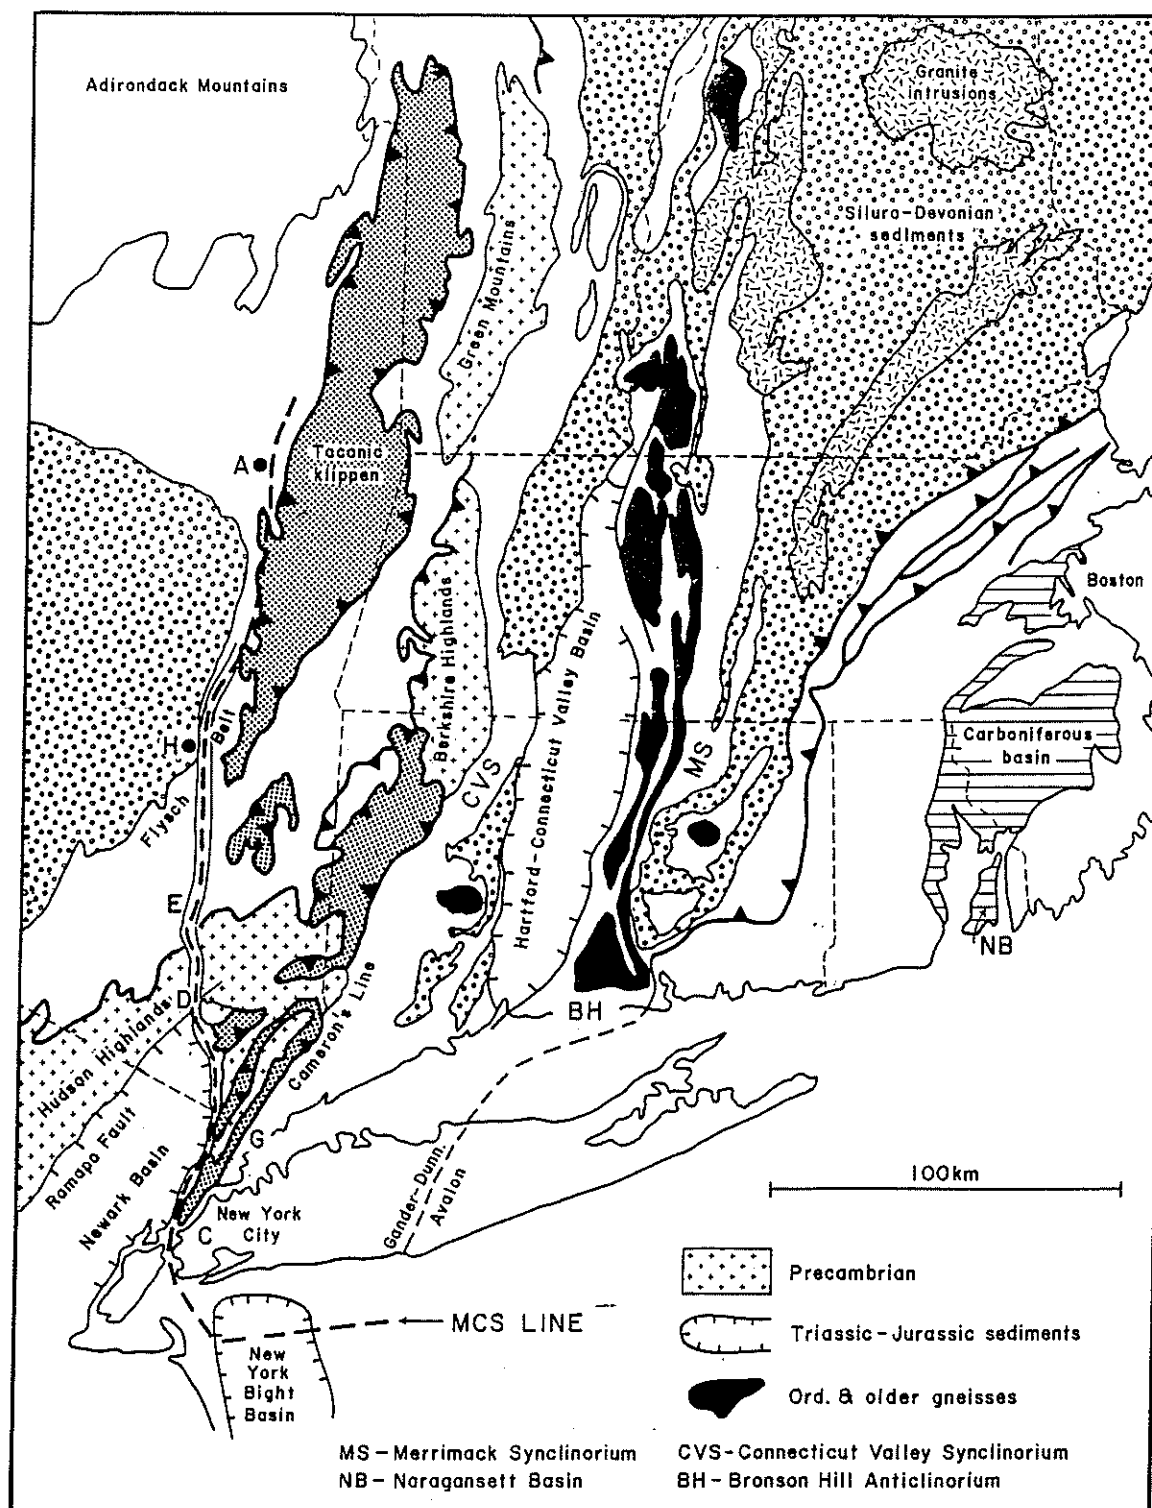 Adirondack Mountains
Granite
intrusions
Siluro-Devonian
sediments
Green Mountains
A
Taconic
klippen
Boston
Berkshire Highlands
Hartford-Connecticut Valley Basin
H
Flysch Belt
CVS
MS
Carboniferous
basin
E
NB
D
BH
Hudson Highlands
Cameron's Line
Ramapo Fault
G
Newark Basin
C
New York
City
Gander-Dunn.
Avalon
100km
Precambrian
MCS LINE
Triassic-Jurassic sediments
New
York
Bight
Basin
Ord. & older gneisses
MS-Merrimack Synclinorium
CVS-Connecticut Valley Synclinorium
NB-Naragansett Basin
BH-Bronson Hill Anticlinorium